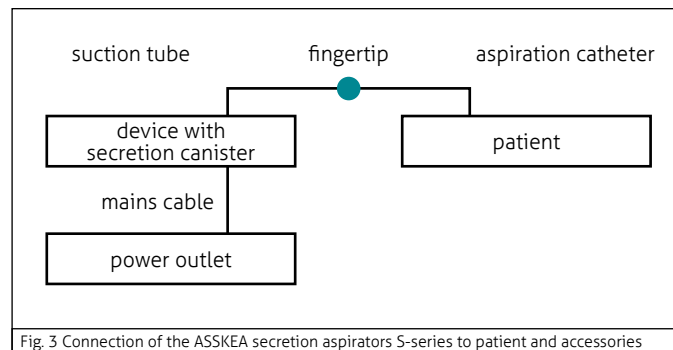 suction tube
fingertip
aspiration catheter
device with
secretion canister
patient
mains cable
power outlet
Fig. 3 Connection of the ASSKEA secretion aspirators S-series to patient and accessories